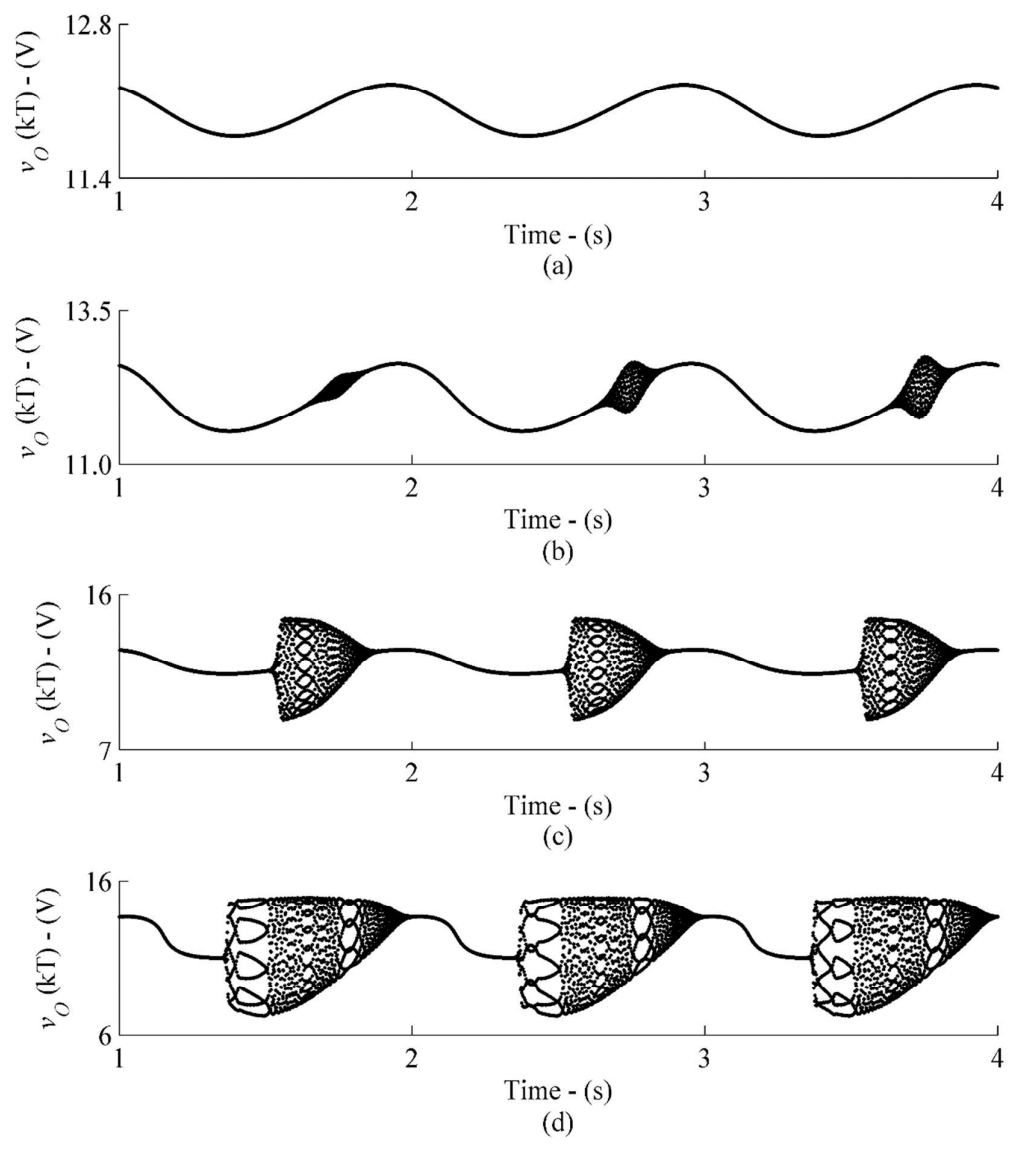 12.8
v_O (kT) - (V)
11.4
1 2 3 4
Time - (s)
(a)
13.5
v_O (kT) - (V)
11.0
1 2 3 4
Time - (s)
(b)
16
v_O (kT) - (V)
7
1 2 3 4
Time - (s)
(c)
16
v_O (kT) - (V)
6
1 2 3 4
Time - (s)
(d)